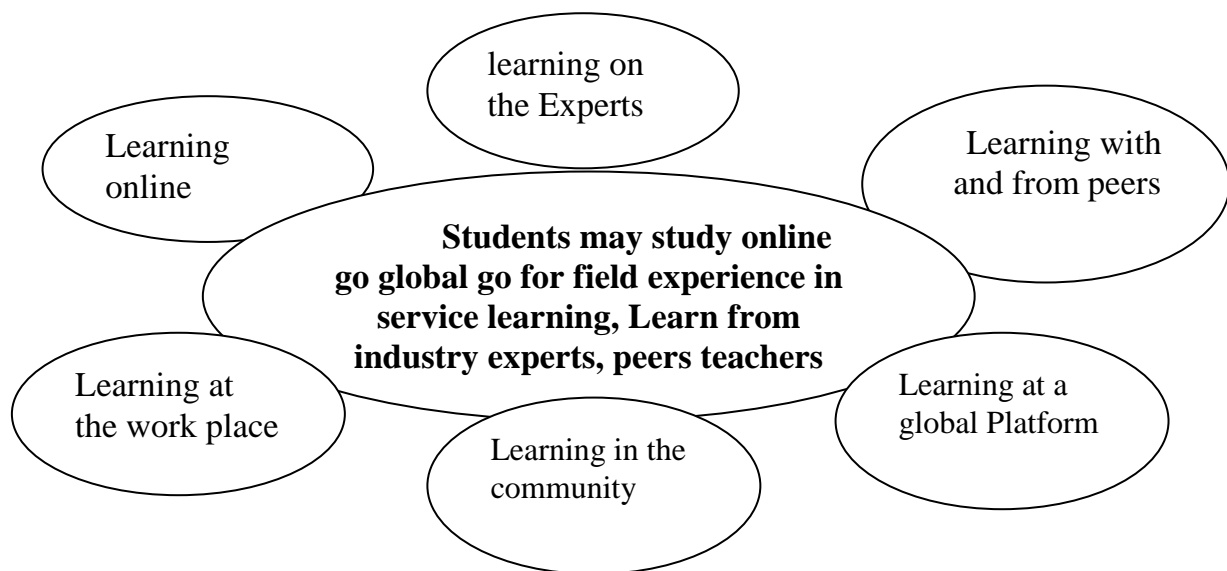 learning on
the Experts
Learning
online
Learning with
and from peers
Students may study online
go global go for field experience in
service learning, Learn from
industry experts, peers teachers
Learning at
the work place
Learning at a
global Platform
Learning in the
community